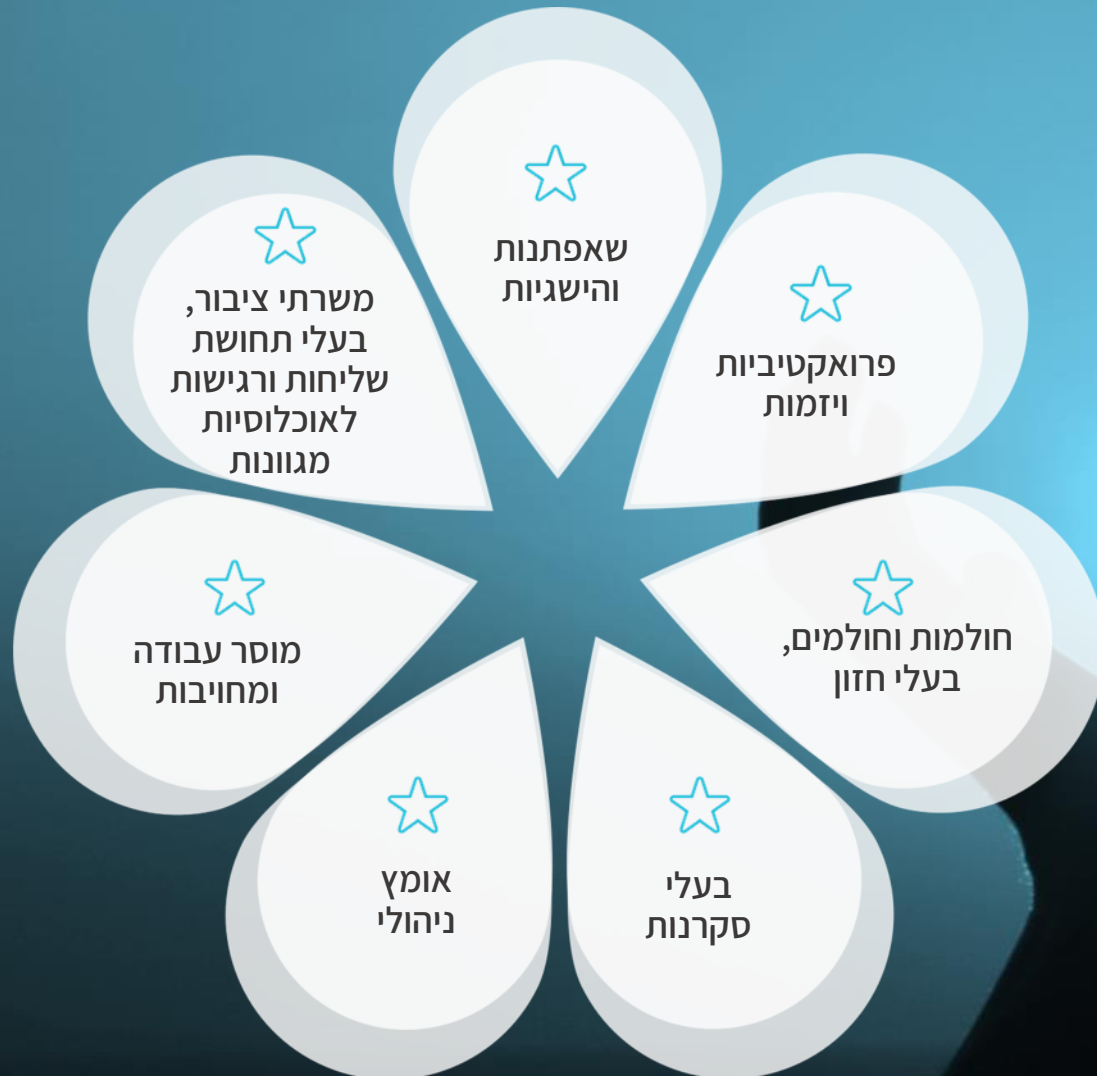 שאפתנות
והישגיות
פרואקטיביות
ויזמות
חולמות וחולמים,
בעלי חזון
בעלי
סקרנות
אומץ
ניהולי
מוסר עבודה
ומחויבות
משרתי ציבור,
בעלי תחושת
שליחות ורגישות
לאוכלוסיות
מגוונות